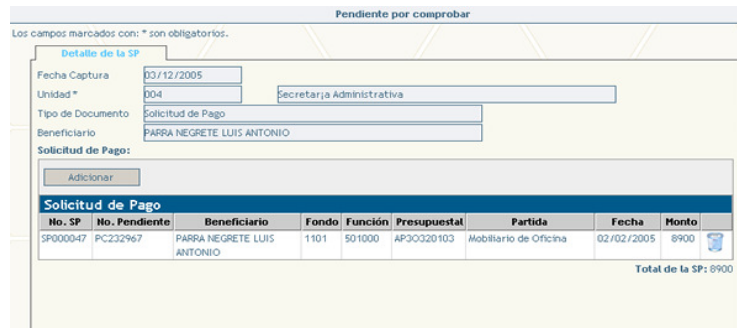 Pendiente por comprobar
Los campos marcados con: * son obligatorios.
Detalle de la SP
Fecha Captura 03/12/2005
Unidad * 004 Secretar¡a Administrativa
Tipo de Documento Solicitud de Pago
Beneficiario PARRA NEGRETE LUIS ANTONIO
Solicitud de Pago:
Adicionar
Solicitud de Pago
No. SP No. Pendiente Beneficiario Fondo Función Presupuestal Partida Fecha Monto
SP000047 PC232967 PARRA NEGRETE LUIS 1101 501000 AP3O320103 Mobiliario de Oficina 02/02/2005 8900
ANTONIO
Total de la SP: 8900